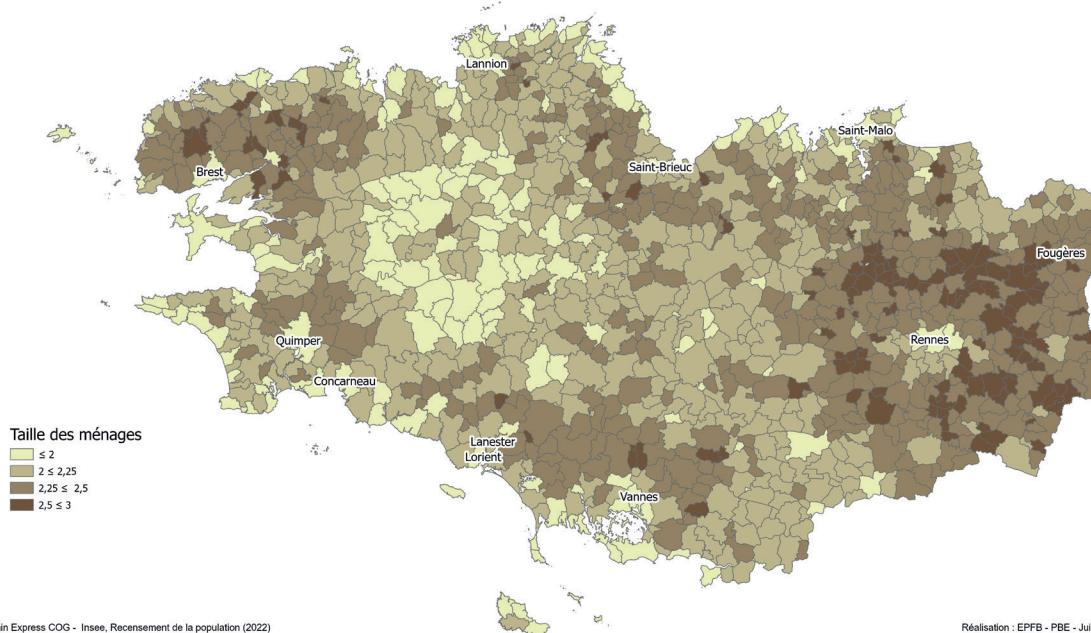 Lannion
Saint-Malo
Saint-Brieuc
Brest
Fougères
Rennes
Quimper
Concarneau
Lanester
Lorient
Vannes
Taille des ménages
≤ 2
2 ≤ 2,25
2,25 ≤ 2,5
2,5 ≤ 3
in Express COG - Insee, Recensement de la population (2022)
Réalisation : EPFB - PBE - Jui